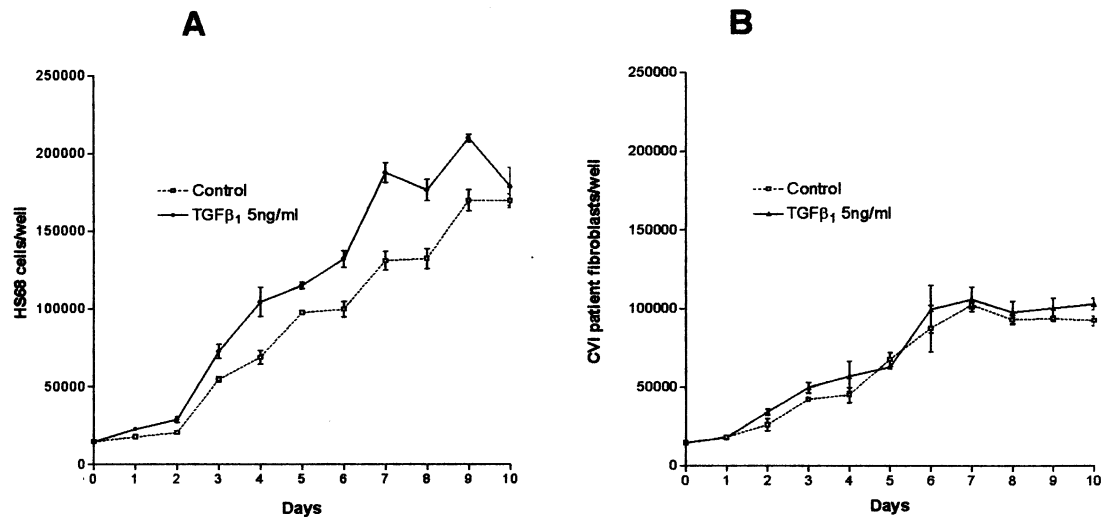 A
HS68 cells/well
250000
200000
150000
100000
50000
0
Control
TGFβ1 5ng/ml
0 1 2 3 4 5 6 7 8 9 10
Days
B
CVI patient fibroblasts/well
250000
200000
150000
100000
50000
0
Control
TGFβ1 5ng/ml
0 1 2 3 4 5 6 7 8 9 10
Days